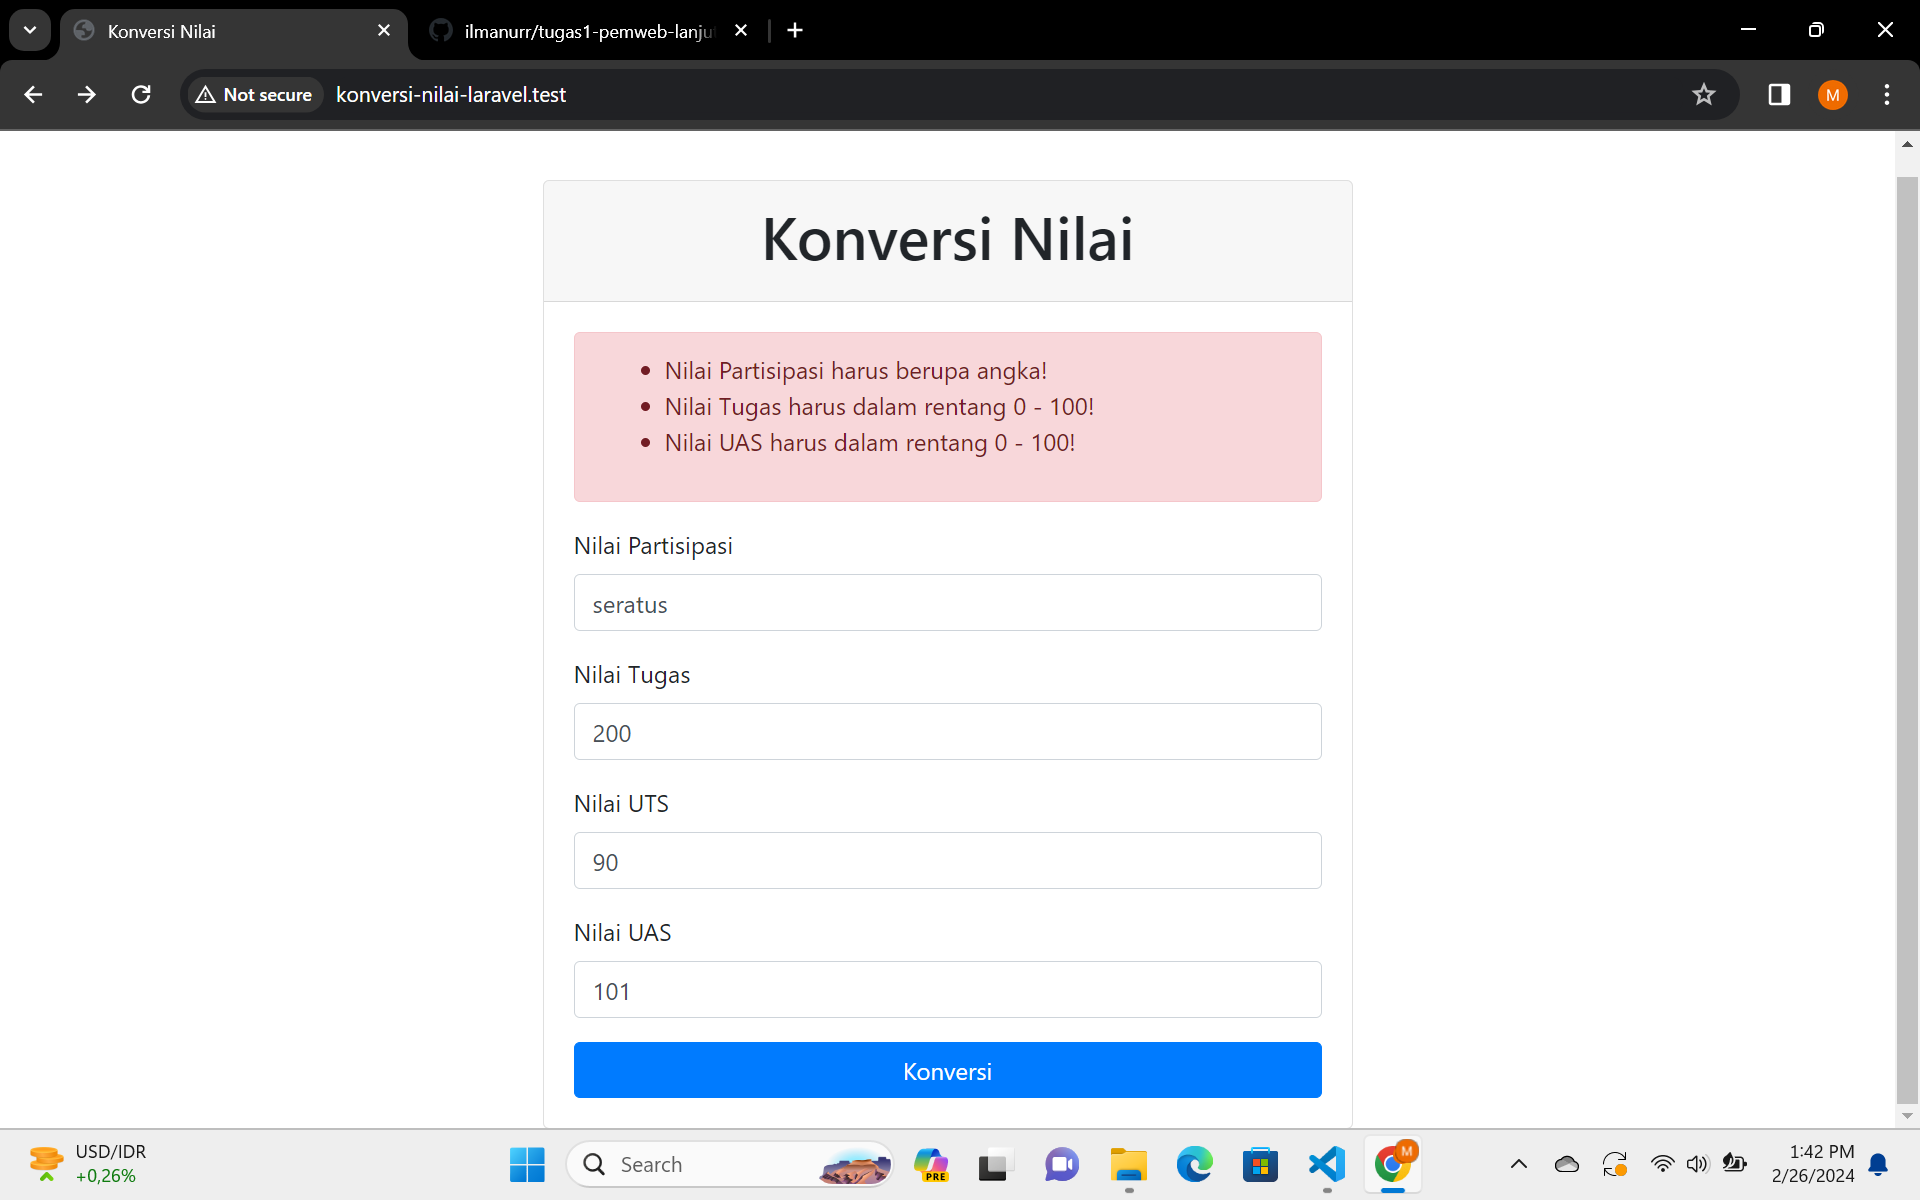 Konversi Nilai
ilmanurr/tugas1-pemweb-lanju
Not secure
konversi-nilai-laravel.test
M
Konversi Nilai
Nilai Partisipasi harus berupa angka!
Nilai Tugas harus dalam rentang 0 - 100!
Nilai UAS harus dalam rentang 0 - 100!
Nilai Partisipasi
seratus
Nilai Tugas
200
Nilai UTS
90
Nilai UAS
101
Konversi
USD/IDR
+0,26%
Search
PRE
M
1:42 PM
2/26/2024